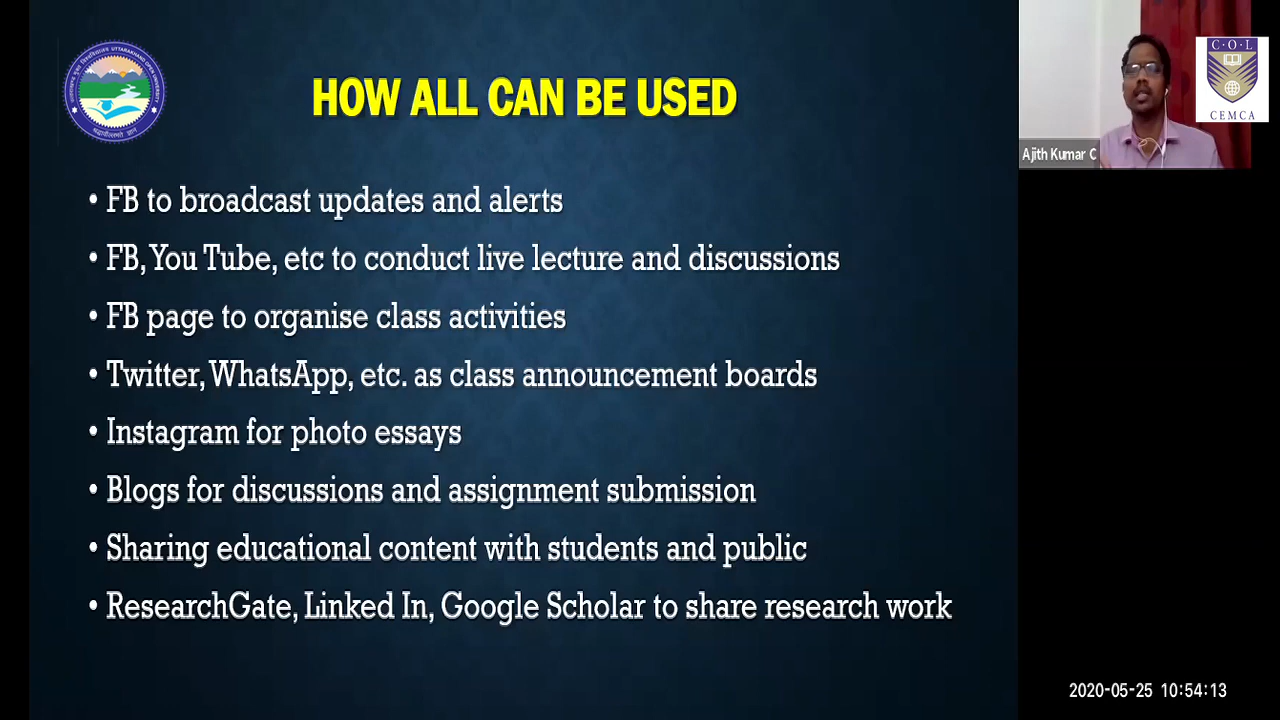 HOW ALL CAN BE USED
• FB to broadcast updates and alerts
• FB, You Tube, etc to conduct live lecture and discussions
• FB page to organise class activities
• Twitter, WhatsApp, etc. as class announcement boards
• Instagram for photo essays
• Blogs for discussions and assignment submission
• Sharing educational content with students and public
• ResearchGate, Linked In, Google Scholar to share research work
C·O·L
CEMCA
Ajith Kumar C
2020-05-25 10:54:13
UTTARAKHAND OPEN UNIVERSITY